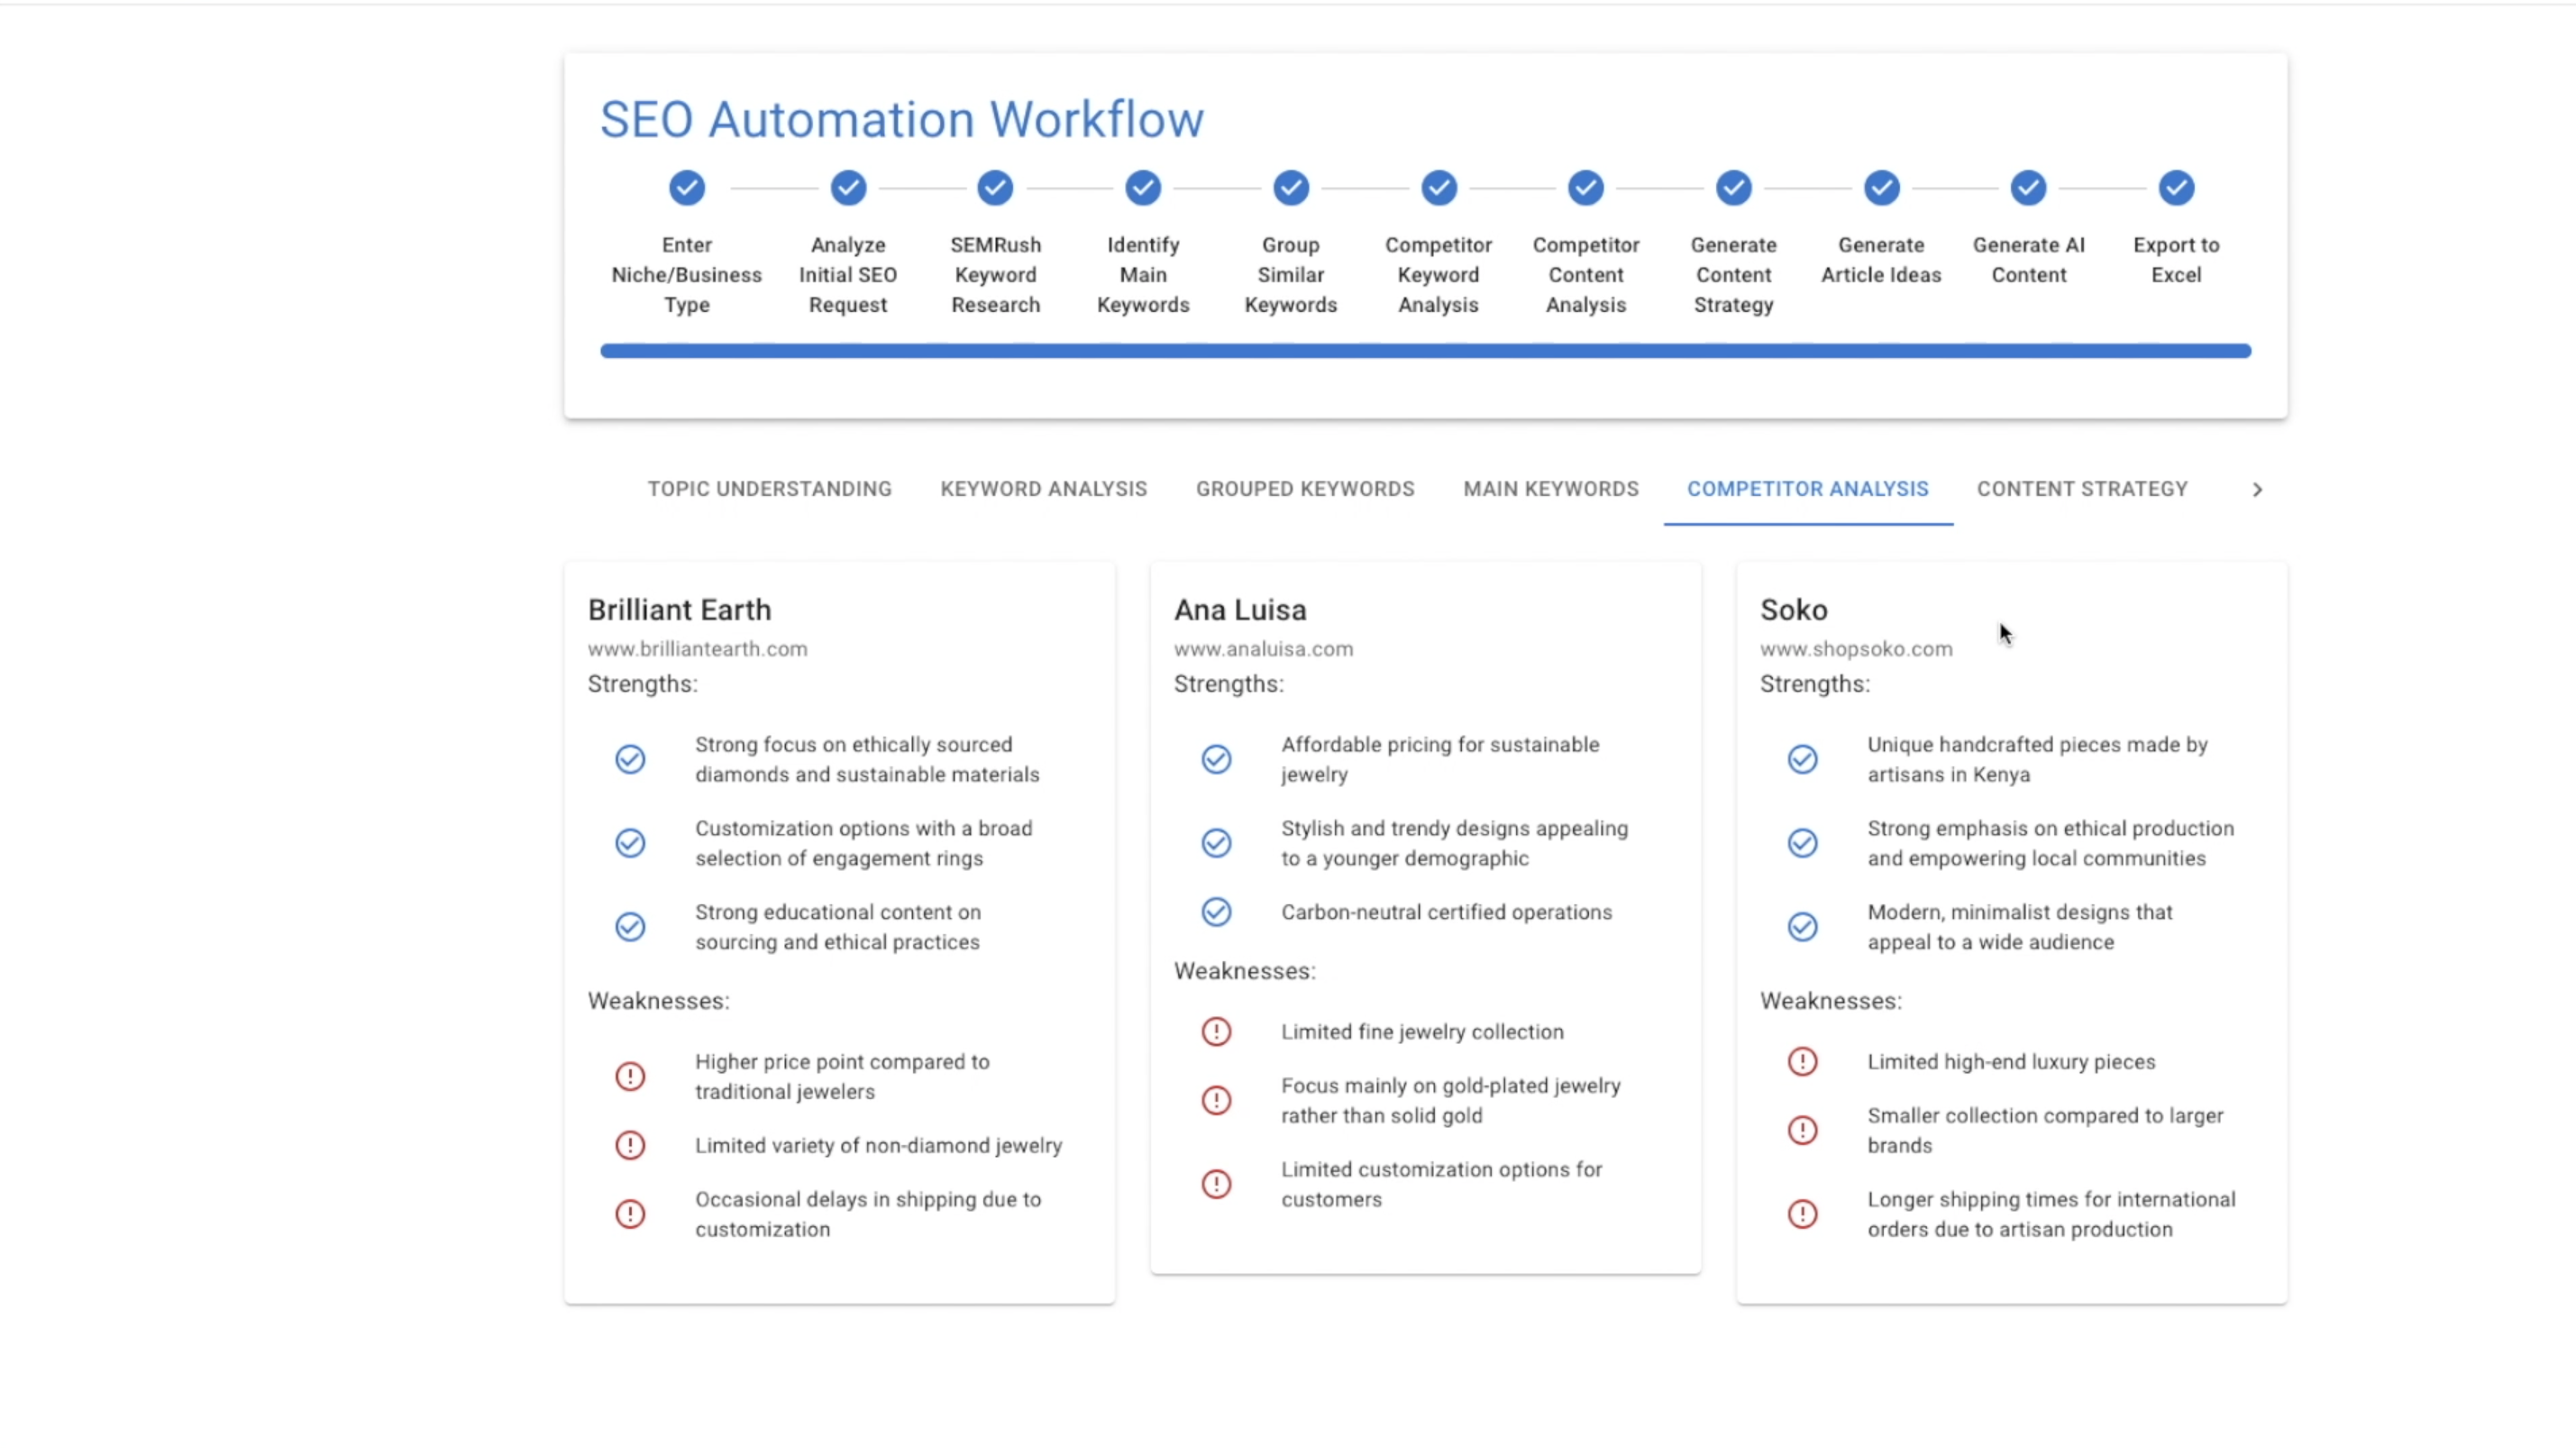 SEO Automation Workflow
Enter
Niche/Business
Type
Analyze
Initial SEO
Request
SEMRush
Keyword
Research
Identify
Main
Keywords
Group
Similar
Keywords
Competitor
Keyword
Analysis
Competitor
Content
Analysis
Generate
Content
Strategy
Generate
Article Ideas
Generate AI
Content
Export to
Excel
TOPIC UNDERSTANDING
KEYWORD ANALYSIS
GROUPED KEYWORDS
MAIN KEYWORDS
COMPETITOR ANALYSIS
CONTENT STRATEGY
Brilliant Earth
www.brilliantearth.com
Strengths:
Strong focus on ethically sourced
diamonds and sustainable materials
Customization options with a broad
selection of engagement rings
Strong educational content on
sourcing and ethical practices
Weaknesses:
Higher price point compared to
traditional jewelers
Limited variety of non-diamond jewelry
Occasional delays in shipping due to
customization
Ana Luisa
www.analuisa.com
Strengths:
Affordable pricing for sustainable
jewelry
Stylish and trendy designs appealing
to a younger demographic
Carbon-neutral certified operations
Weaknesses:
Limited fine jewelry collection
Focus mainly on gold-plated jewelry
rather than solid gold
Limited customization options for
customers
Soko
www.shopsoko.com
Strengths:
Unique handcrafted pieces made by
artisans in Kenya
Strong emphasis on ethical production
and empowering local communities
Modern, minimalist designs that
appeal to a wide audience
Weaknesses:
Limited high-end luxury pieces
Smaller collection compared to larger
brands
Longer shipping times for international
orders due to artisan production